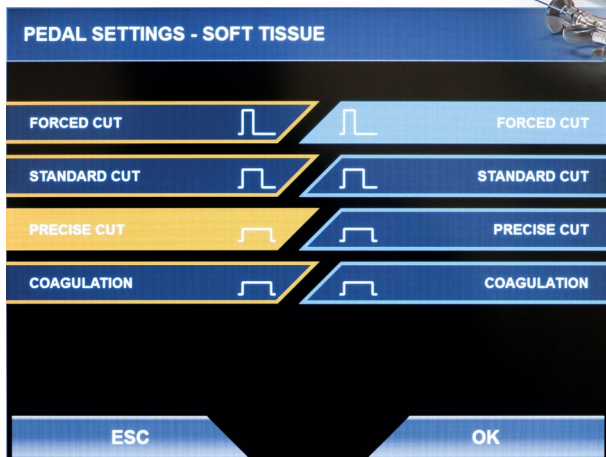 PEDAL SETTINGS - SOFT TISSUE
FORCED CUT FORCED CUT
STANDARD CUT STANDARD CUT
PRECISE CUT PRECISE CUT
COAGULATION COAGULATION
ESC OK